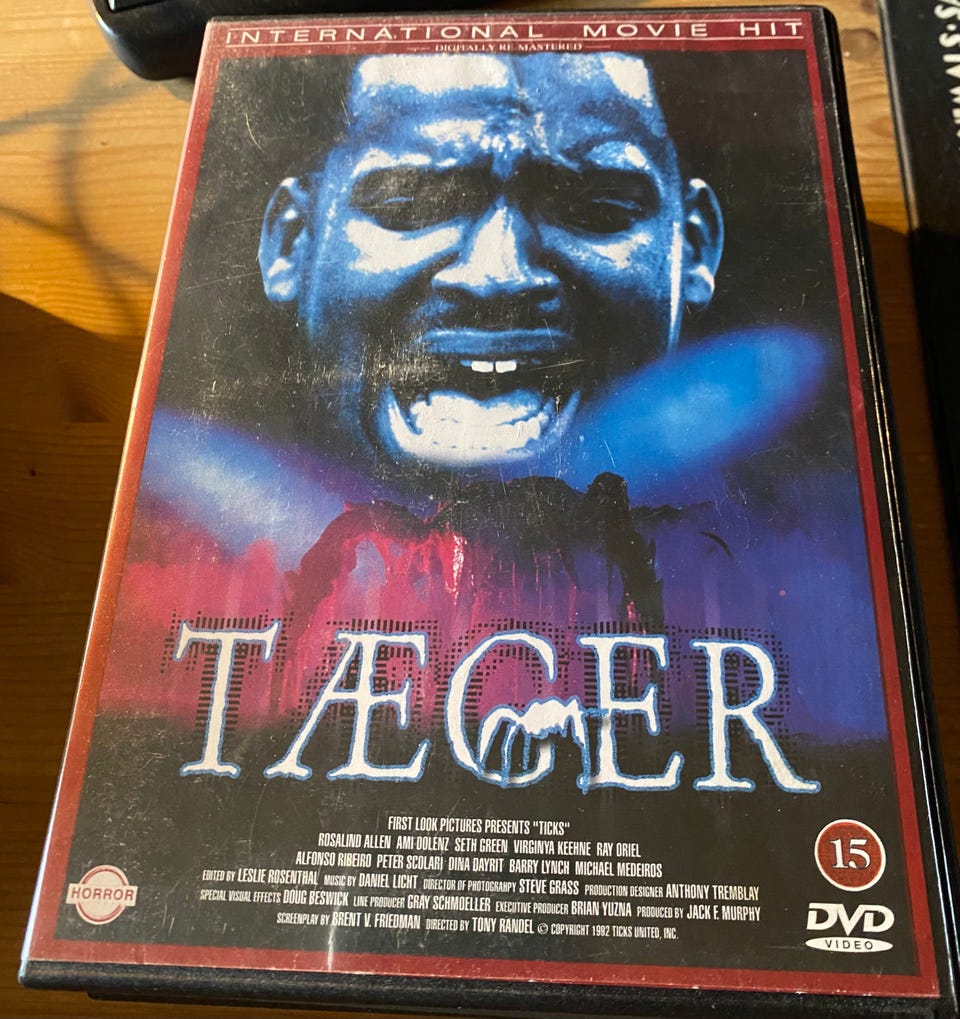 INTERNATIONAL MOVIE HIT
DIGITALLY RE-MASTERED
TÆGER
FIRST LOOK PICTURES PRESENTS "TICKS"
ROSALIND ALLEN AMI DOLENZ SETH GREEN VIRGINYA KEEHNE RAY ORIEL
ALFONSO RIBEIRO PETER SCOLARI DINA DAYRIT BARRY LYNCH MICHAEL MEDEIROS
EDITED BY LESLIE ROSENTHAL MUSIC BY DANIEL LICHT DIRECTOR OF PHOTOGRAHPY STEVE GRASS PRODUCTION DESIGNER ANTHONY TREMBLAY
SPECIAL VISUAL EFFECTS DOUG BESWICK LINE PRODUCER GRAY SCHMOELLER EXECUTIVE PRODUCER BRIAN YUZNA PRODUCED BY JACK F. MURPHY
SCREENPLAY BY BRENT V. FRIEDMAN DIRECTED BY TONY RANDEL © COPYRIGHT 1992 TICKS UNITED, INC.
HORROR
15
DVD
VIDEO